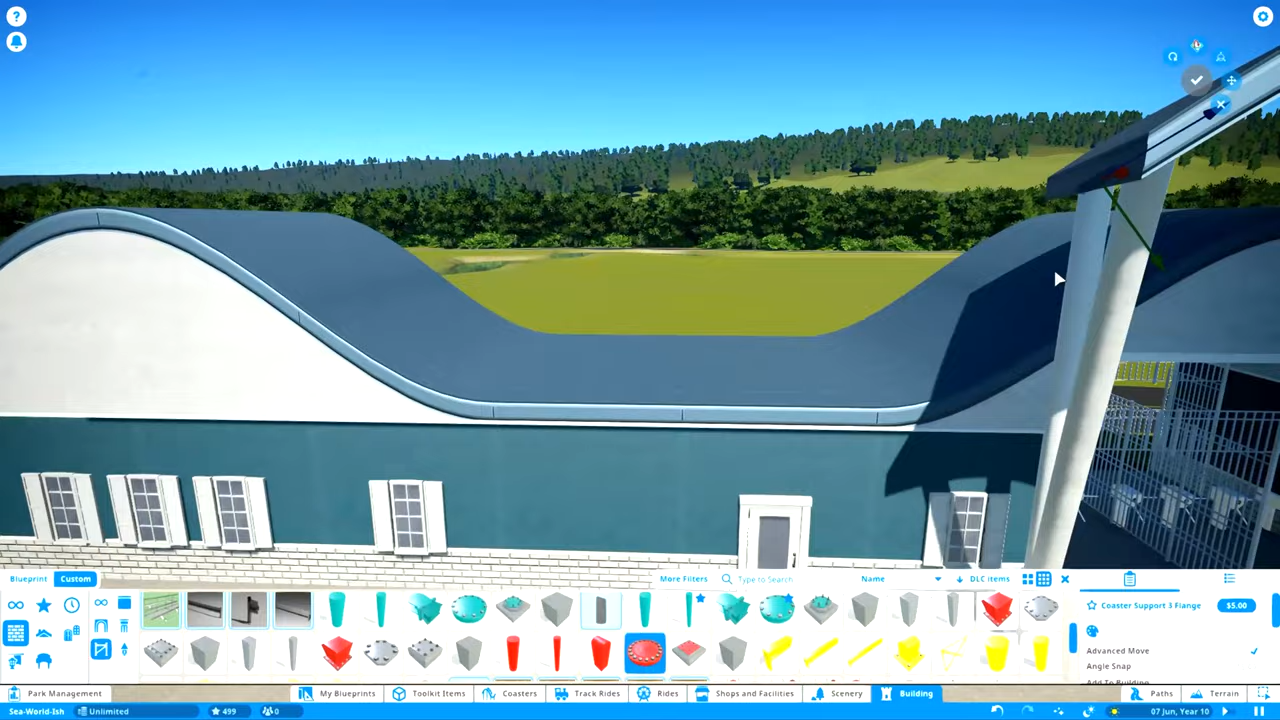 ?
Blueprint Custom More Filters Type to Search Name DLC items
Coaster Support 3 Flange $5.00
Advanced Move
Angle Snap
Park Management My Blueprints Toolkit Items Coasters Track Rides Rides Shops and Facilities Scenery Building Paths Terrain
Sea-World-Ish Unlimited 499 0 07 Jun, Year 10